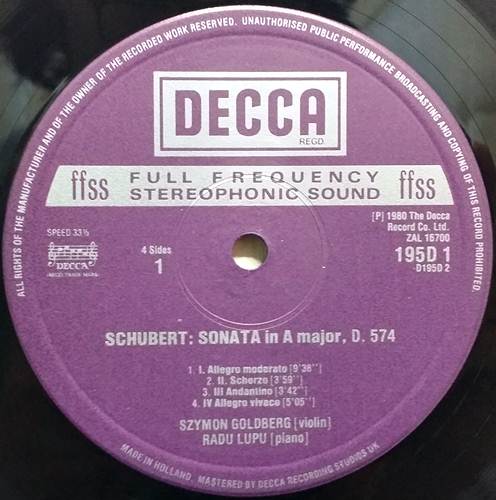 ALL RIGHTS OF THE MANUFACTURER AND OF THE OWNER OF THE RECORDED WORK RESERVED. UNAUTHORISED PUBLIC PERFORMANCE BROADCASTING AND COPYING OF THIS RECORD PROHIBITED.
DECCA
REGD.
ffss FULL FREQUENCY STEREOPHONIC SOUND ffss
SPEED 33⅓
DECCA
4 Sides
1
[P] 1980 The Decca
Record Co. Ltd.
ZAL 16700
195D 1
D195D 2
SCHUBERT: SONATA in A major, D. 574
1. I. Allegro moderato [9'36"]
2. II. Scherzo [3'59"]
3. III Andantino [3'42"]
4. IV Allegro vivace [5'05"]
SZYMON GOLDBERG [violin]
RADU LUPU [piano]
MADE IN HOLLAND. MASTERED BY DECCA RECORDING STUDIOS UK